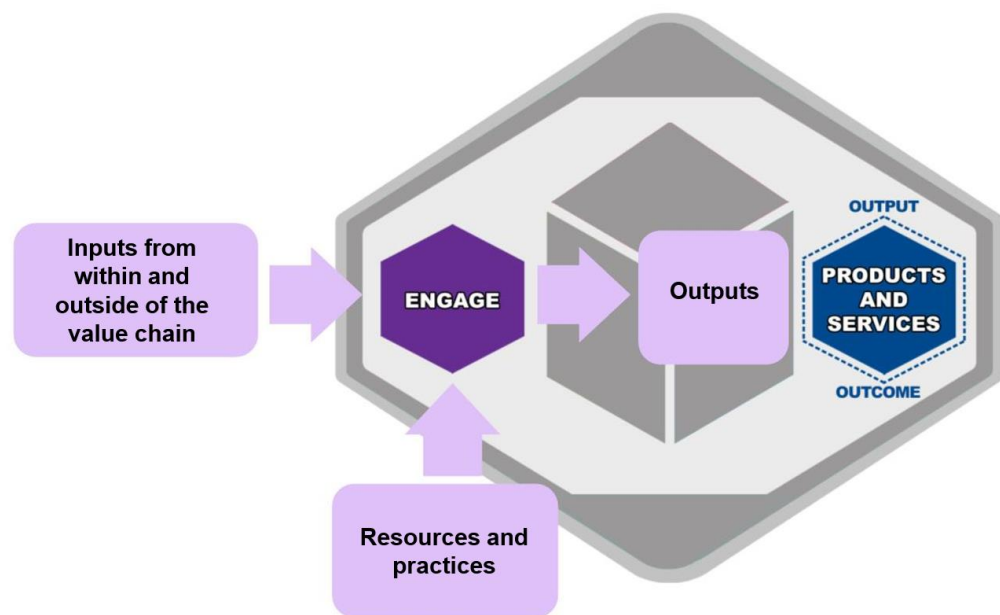 Inputs from
within and
outside of the
value chain
ENGAGE
Outputs
OUTPUT
PRODUCTS
AND
SERVICES
OUTCOME
Resources and
practices